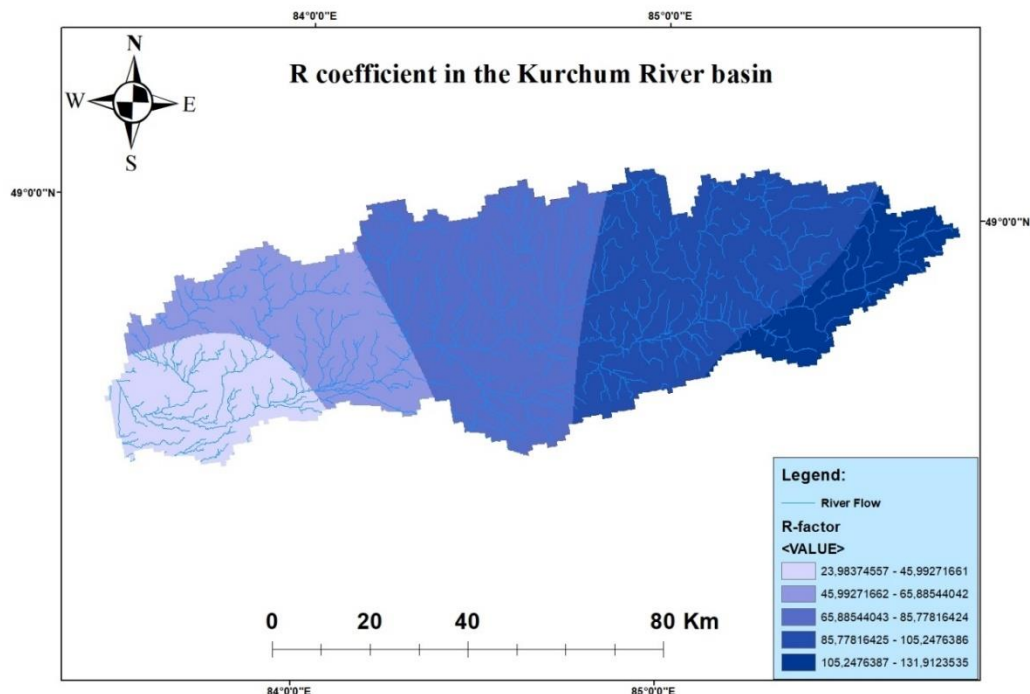 84°0'0"E 85°0'0"E
N
W E
S
R coefficient in the Kurchum River basin
49°0'0"N
49°0'0"N
Legend:
River Flow
R-factor
<VALUE>
23,98374557 - 45,99271661
45,99271662 - 65,88544042
65,88544043 - 85,77816424
85,77816425 - 105,2476386
105,2476387 - 131,9123535
0 20 40 80 Km
84°0'0"E 85°0'0"E